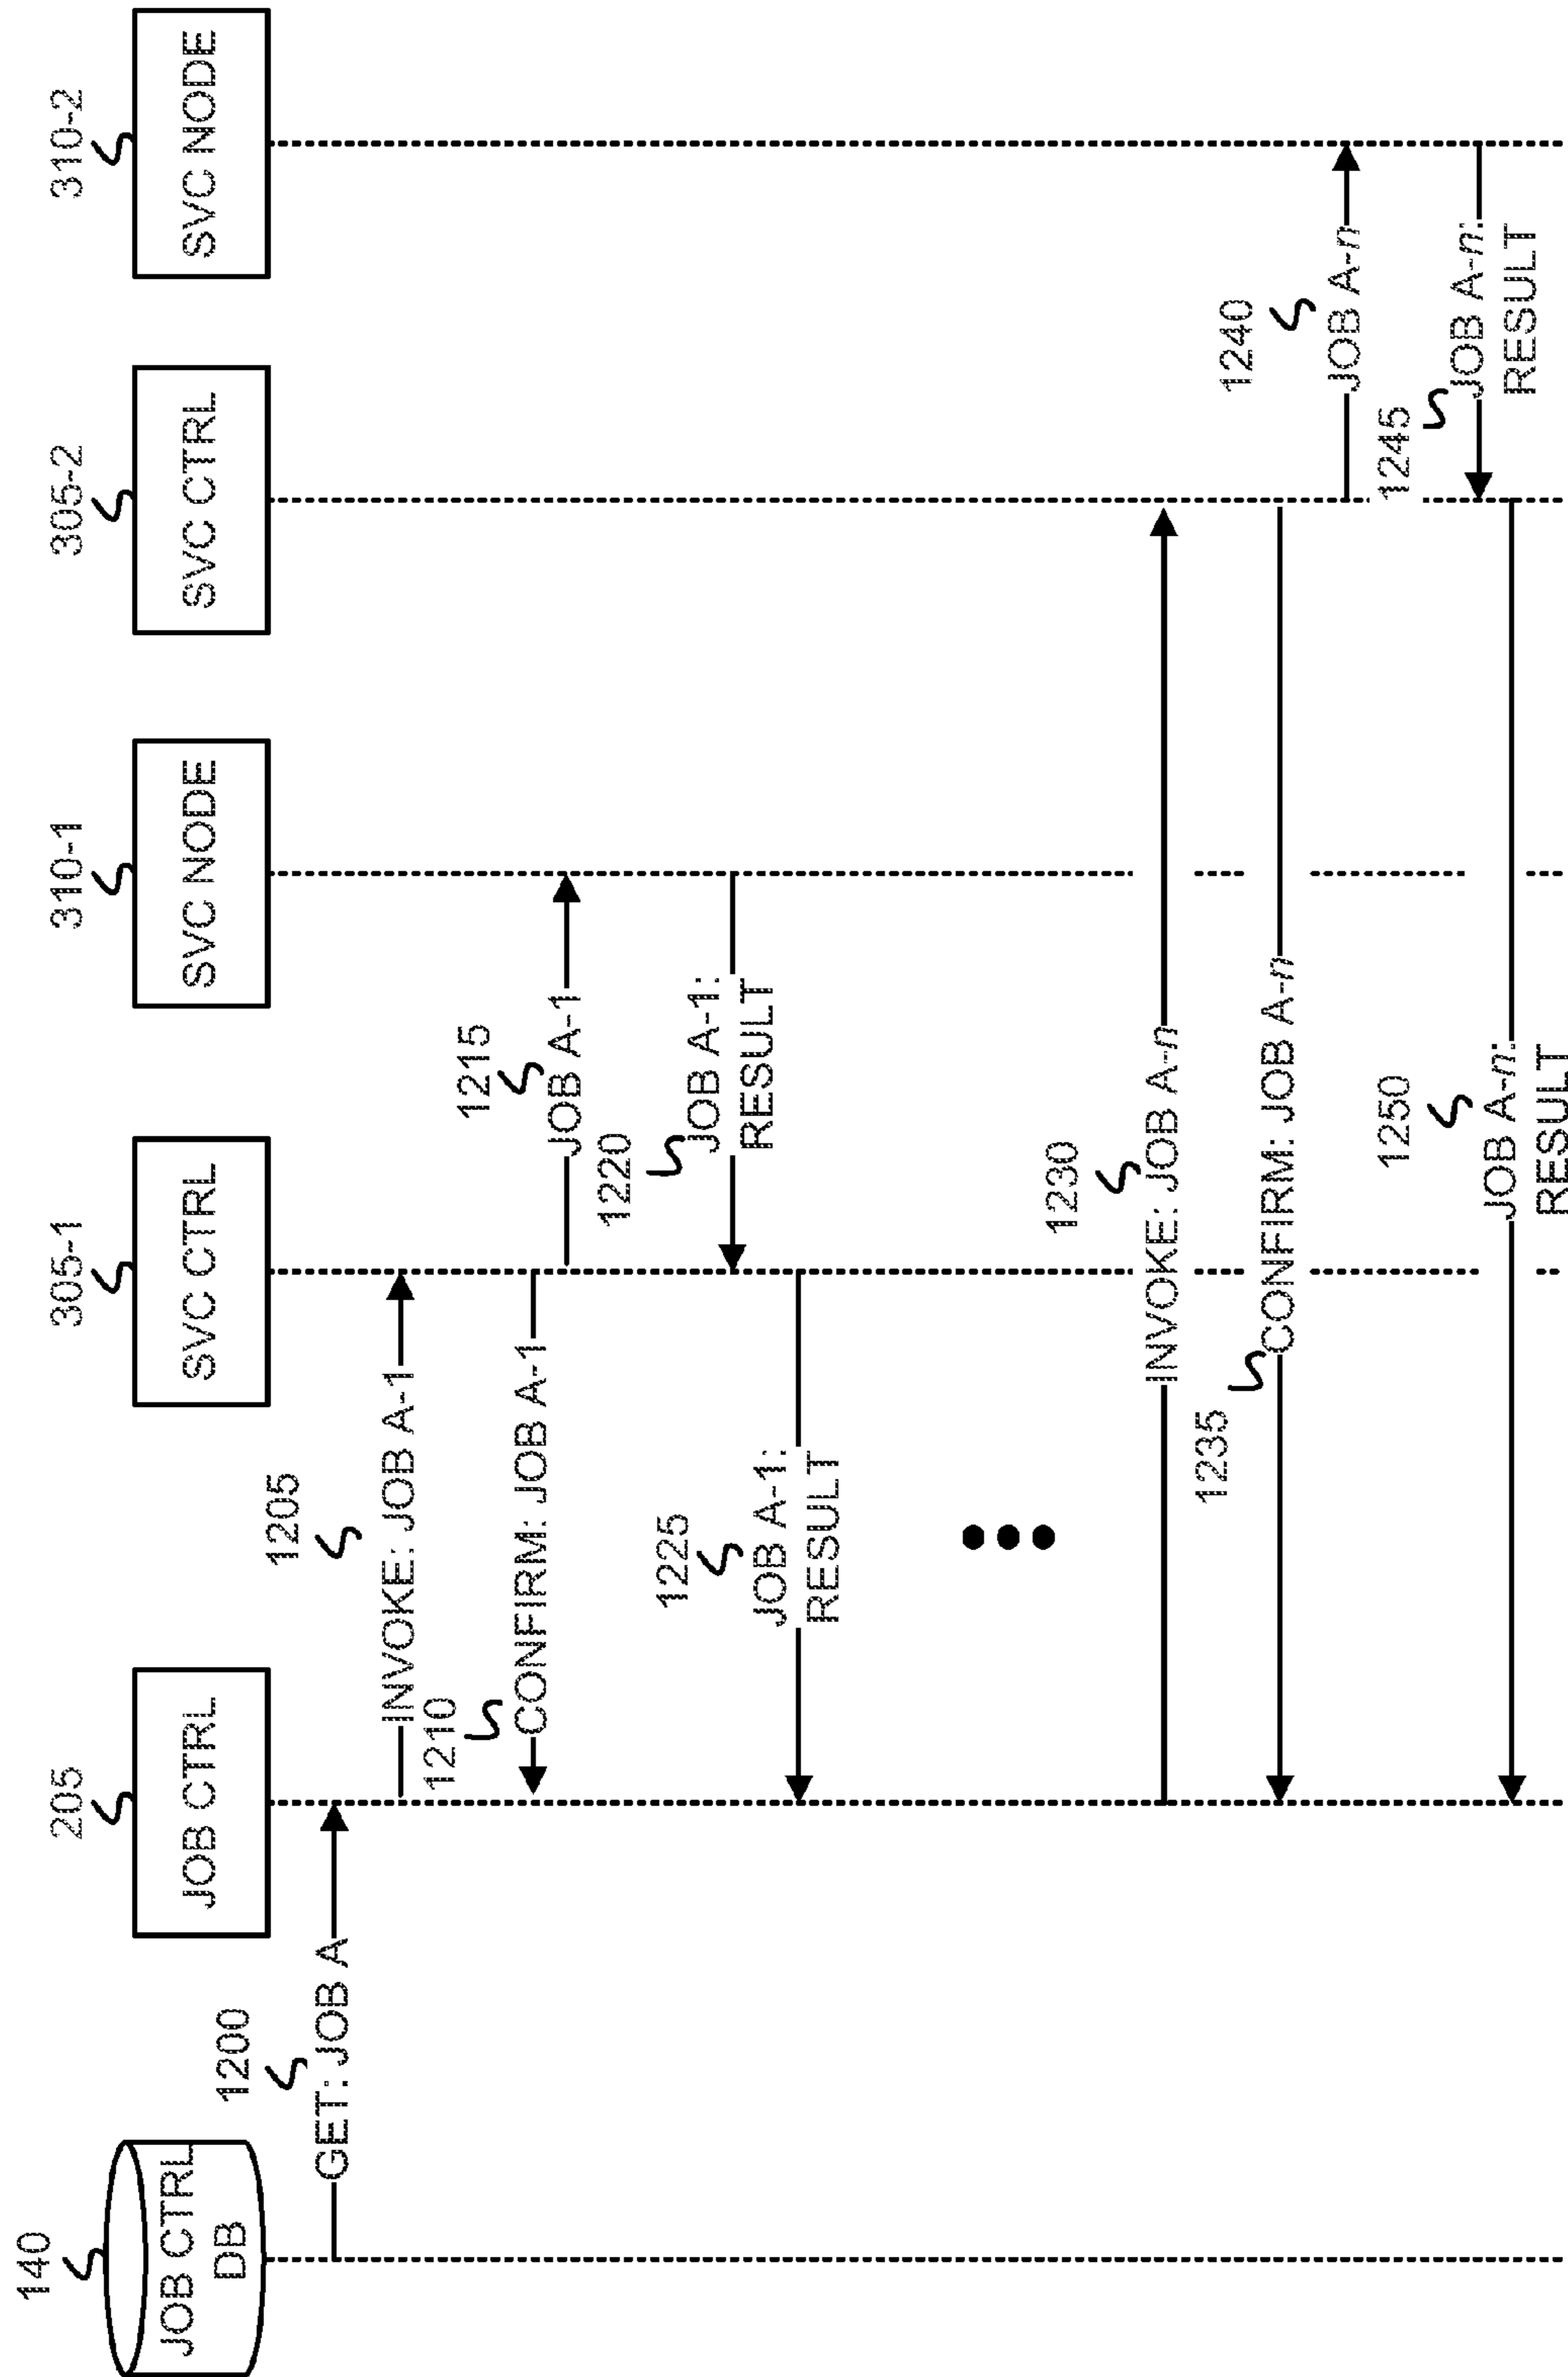 140
JOB CTRL
DB
205
JOB CTRL
305-1
SVC CTRL
310-1
SVC NODE
305-2
SVC CTRL
310-2
SVC NODE
1200
GET: JOB A
1205
INVOKE: JOB A-1
1210
CONFIRM: JOB A-1
1215
JOB A-1
1220
JOB A-1:
RESULT
1225
JOB A-1:
RESULT
1230
INVOKE: JOB A-n
1235
CONFIRM: JOB A-n
1240
JOB A-n
1245
JOB A-n:
RESULT
1250
JOB A-n:
RESULT